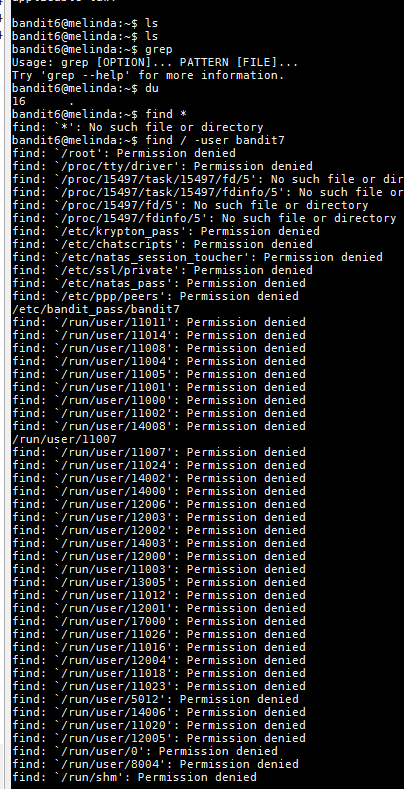 bandit6@melinda:~$ ls
bandit6@melinda:~$ ls
bandit6@melinda:~$ grep
Usage: grep [OPTION]... PATTERN [FILE]...
Try 'grep --help' for more information.
bandit6@melinda:~$ du
16 .
bandit6@melinda:~$ find *
find: `*': No such file or directory
bandit6@melinda:~$ find / -user bandit7
find: `/root': Permission denied
find: `/proc/tty/driver': Permission denied
find: `/proc/15497/task/15497/fd/5': No such file or dir
find: `/proc/15497/task/15497/fdinfo/5': No such file or
find: `/proc/15497/fd/5': No such file or directory
find: `/proc/15497/fdinfo/5': No such file or directory
find: `/etc/krypton_pass': Permission denied
find: `/etc/chatscripts': Permission denied
find: `/etc/natas_session_toucher': Permission denied
find: `/etc/ssl/private': Permission denied
find: `/etc/natas_pass': Permission denied
find: `/etc/ppp/peers': Permission denied
/etc/bandit_pass/bandit7
find: `/run/user/11011': Permission denied
find: `/run/user/11014': Permission denied
find: `/run/user/11008': Permission denied
find: `/run/user/11004': Permission denied
find: `/run/user/11005': Permission denied
find: `/run/user/11001': Permission denied
find: `/run/user/11000': Permission denied
find: `/run/user/11002': Permission denied
find: `/run/user/14008': Permission denied
/run/user/11007
find: `/run/user/11007': Permission denied
find: `/run/user/11024': Permission denied
find: `/run/user/14002': Permission denied
find: `/run/user/14000': Permission denied
find: `/run/user/12006': Permission denied
find: `/run/user/12003': Permission denied
find: `/run/user/12002': Permission denied
find: `/run/user/14003': Permission denied
find: `/run/user/12000': Permission denied
find: `/run/user/11003': Permission denied
find: `/run/user/13005': Permission denied
find: `/run/user/11012': Permission denied
find: `/run/user/12001': Permission denied
find: `/run/user/17000': Permission denied
find: `/run/user/11026': Permission denied
find: `/run/user/11016': Permission denied
find: `/run/user/12004': Permission denied
find: `/run/user/11018': Permission denied
find: `/run/user/11023': Permission denied
find: `/run/user/5012': Permission denied
find: `/run/user/14006': Permission denied
find: `/run/user/11020': Permission denied
find: `/run/user/12005': Permission denied
find: `/run/user/0': Permission denied
find: `/run/user/8004': Permission denied
find: `/run/shm': Permission denied